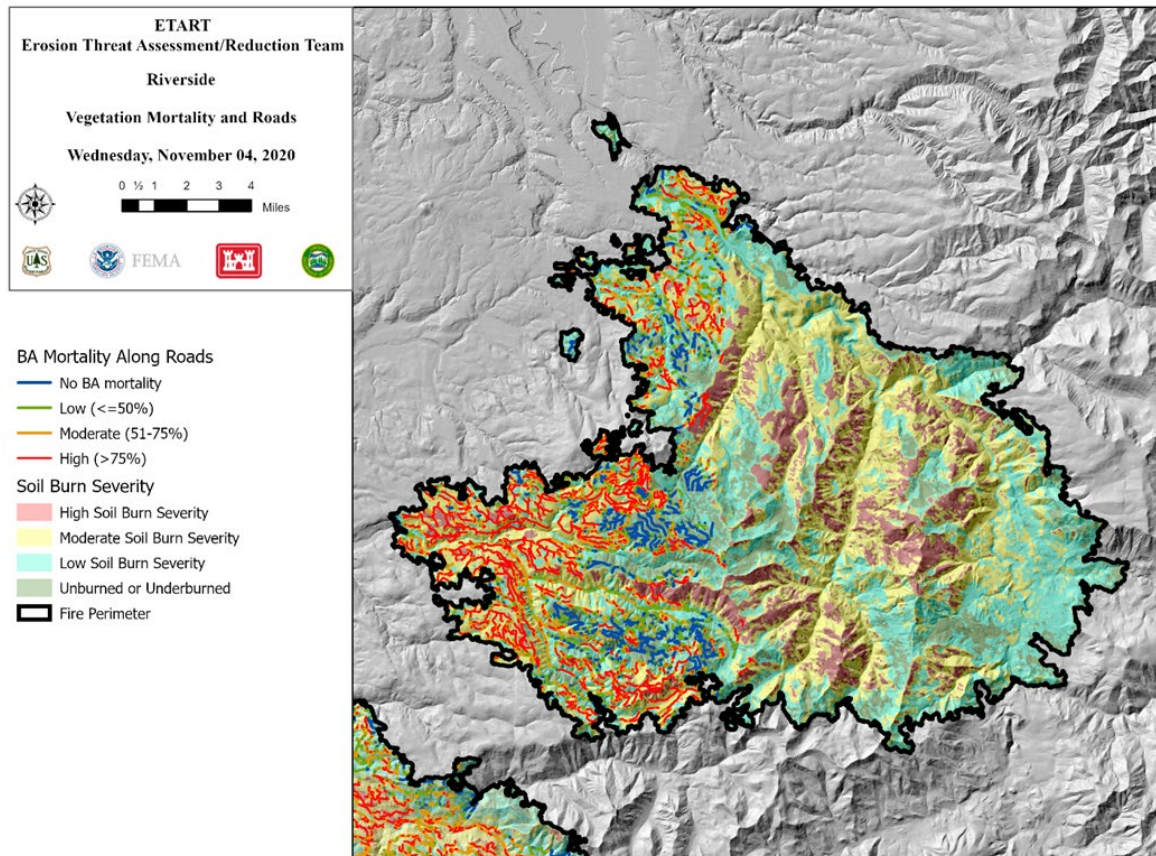 ETART
Erosion Threat Assessment/Reduction Team
Riverside
Vegetation Mortality and Roads
Wednesday, November 04, 2020
0 ½ 1 2 3 4
Miles
U S
FEMA
BA Mortality Along Roads
No BA mortality
Low (<=50%)
Moderate (51-75%)
High (>75%)
Soil Burn Severity
High Soil Burn Severity
Moderate Soil Burn Severity
Low Soil Burn Severity
Unburned or Underburned
Fire Perimeter